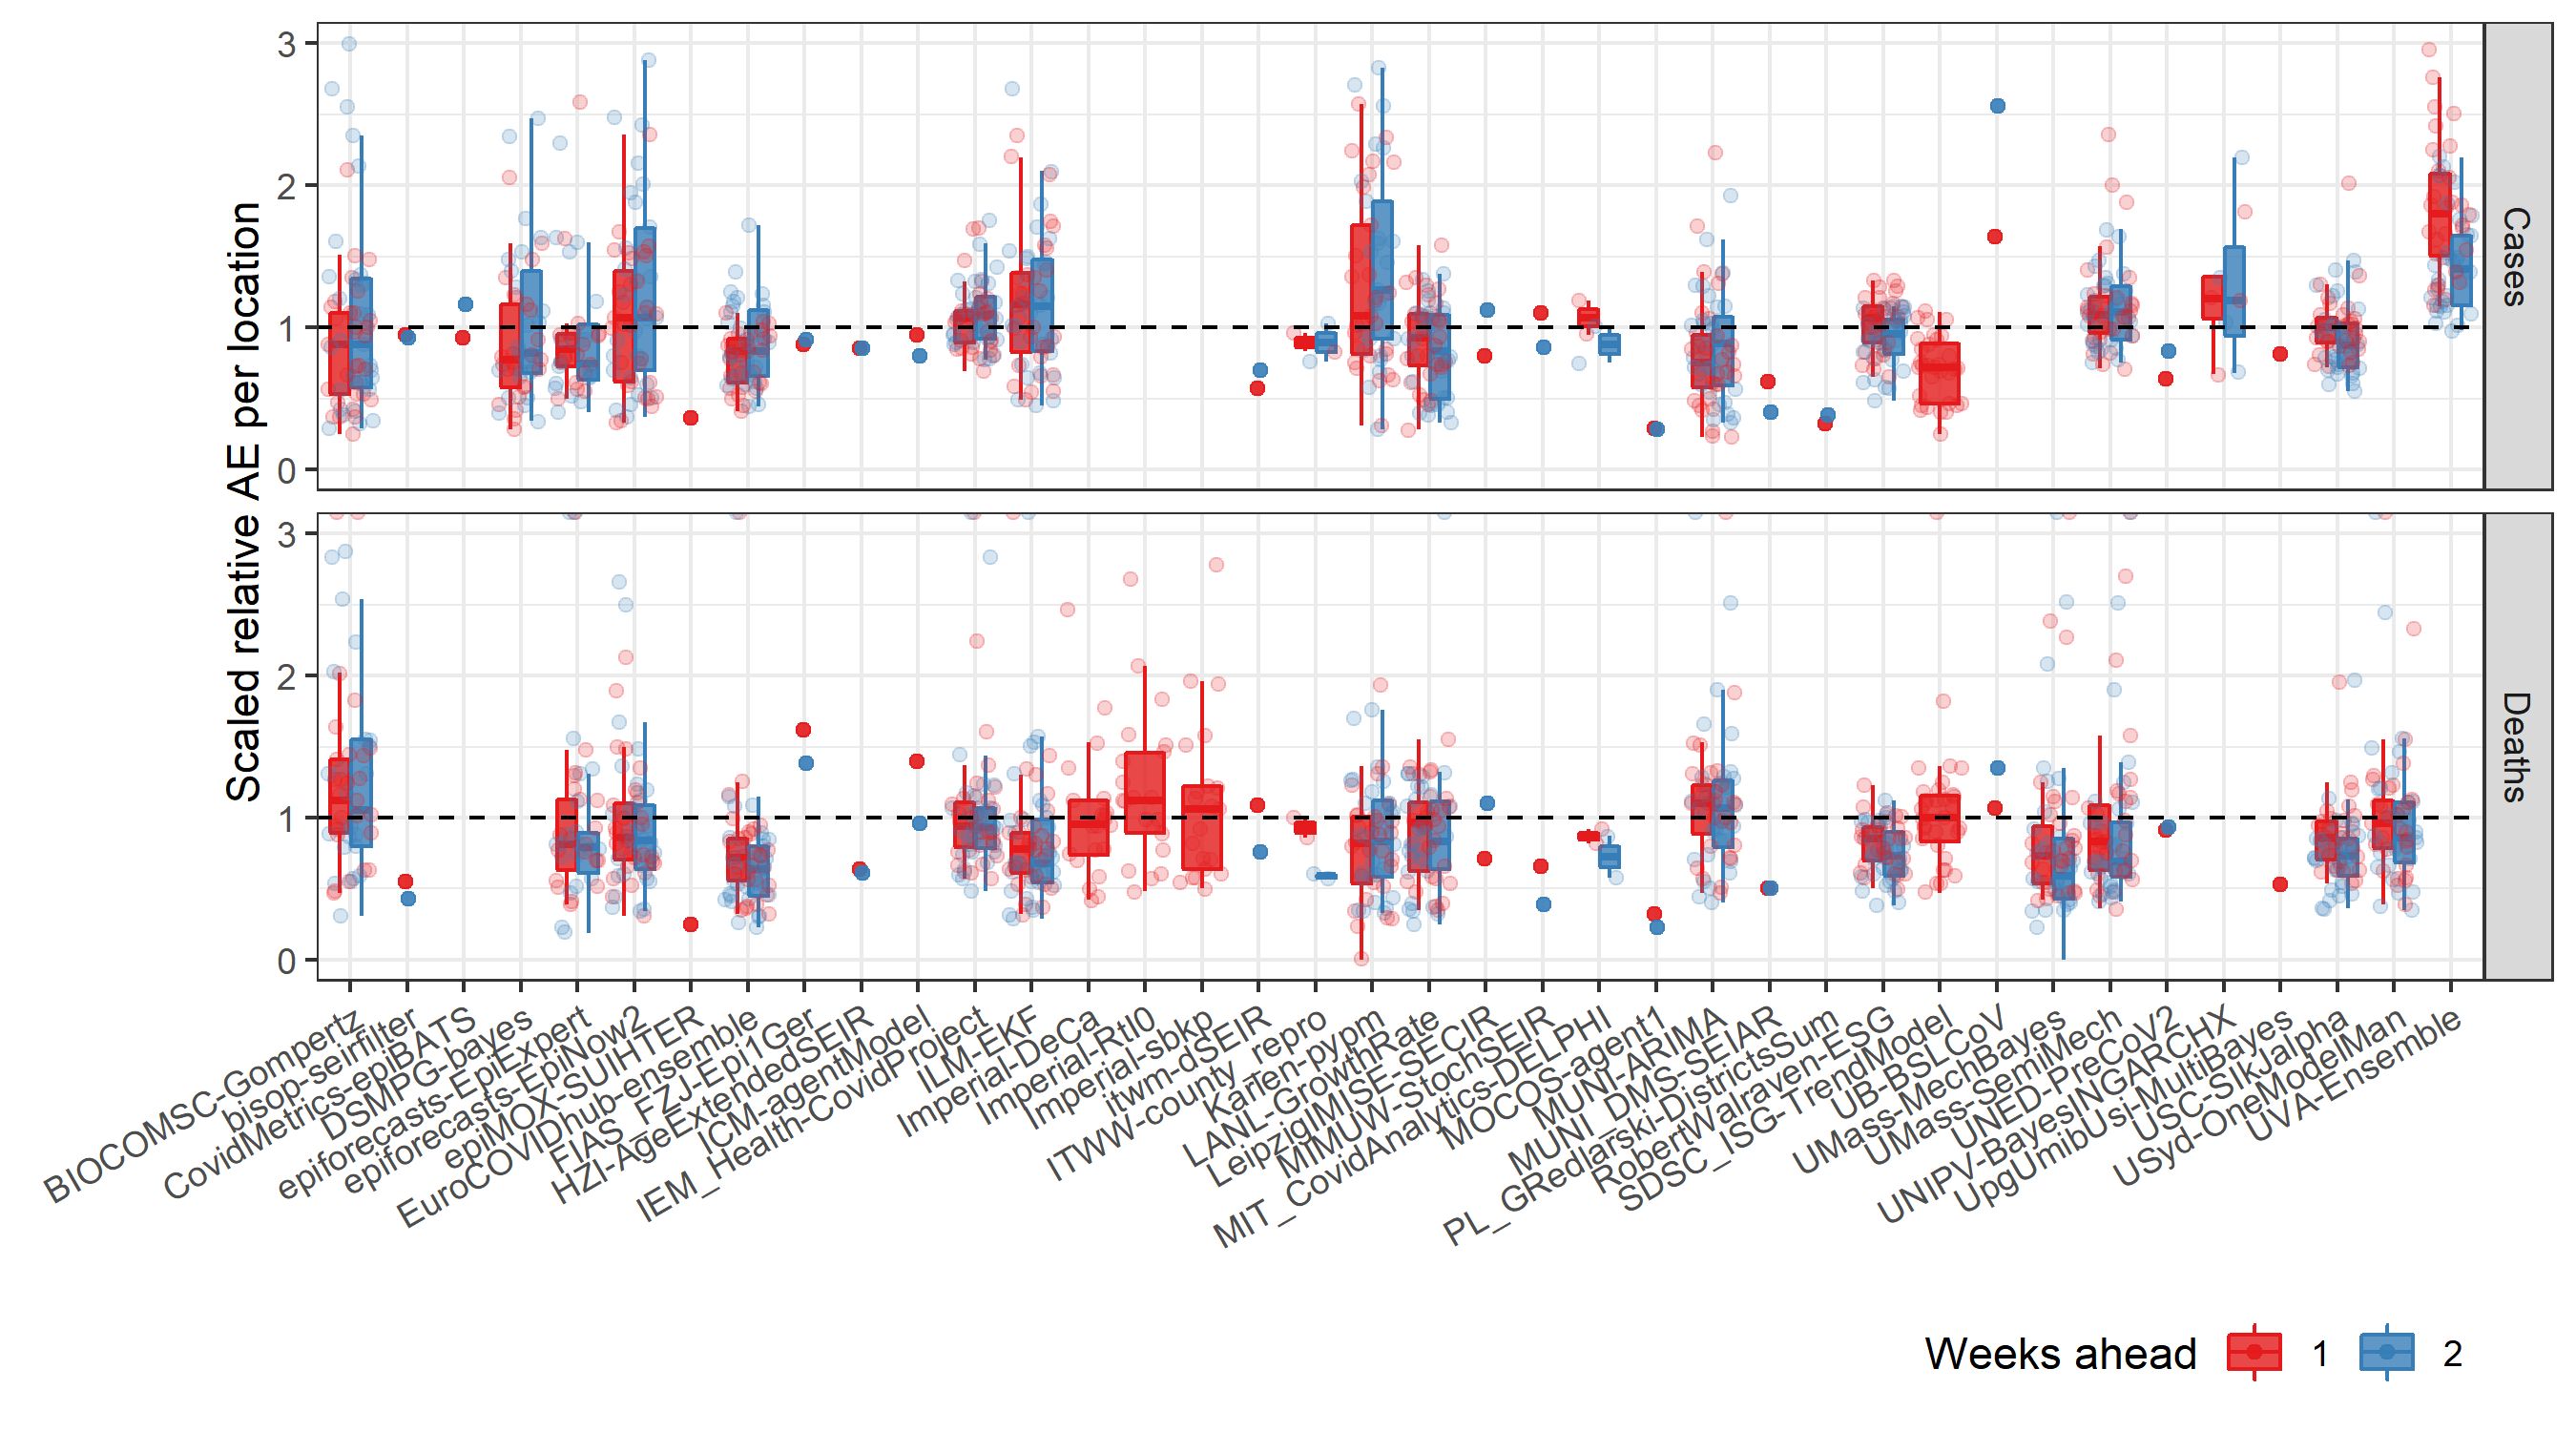 Scaled relative AE per location
3
2
1
0
Cases
3
2
1
0
Deaths
BIOCOMSC-Gompertz
bisop-seirfilter
CovidMetrics-epiBATS
DSMPG-bayes
epiforecasts-EpiExpert
epiforecasts-EpiNow2
epiMOX-SUIHTER
EuroCOVIDhub-ensemble
FIAS_FZJ-Epi1Ger
HZI-AgeExtendedSEIR
ICM-agentModel
IEM_Health-CovidProject
ILM-EKF
Imperial-DeCa
Imperial-RtI0
Imperial-sbkp
itwm-dSEIR
ITWW-county_repro
Karlen-pypm
LANL-GrowthRate
LeipzigIMISE-SECIR
MIMUW-StochSEIR
MIT_CovidAnalytics-DELPHI
MOCOS-agent1
MUNI-ARIMA
MUNI_DMS-SEIAR
PL_GRedlarski-DistrictsSum
RobertWalraven-ESG
SDSC_ISG-TrendModel
UB-BSLCoV
UMass-MechBayes
UMass-SemiMech
UNED-PreCoV2
UNIPV-BayesINGARCHX
UpgUmibUsi-MultiBayes
USC-SIkJalpha
USyd-OneModelMan
UVA-Ensemble
Weeks ahead 1 2